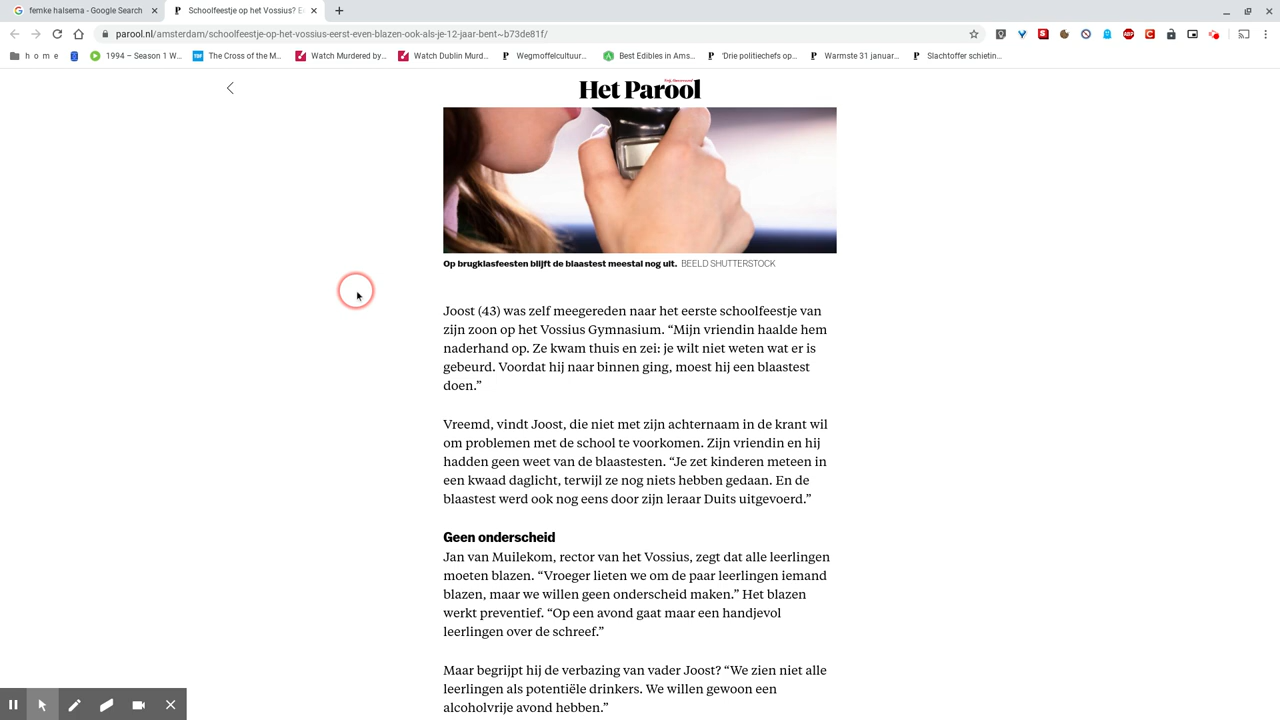 femke halsema - Google Search
Schoolfeestje op het Vossius? E
parool.nl/amsterdam/schoolfeestje-op-het-vossius-eerst-even-blazen-ook-als-je-12-jaar-bent~b73de81f/
h o m e
1994 – Season 1 W...
The Cross of the M...
Watch Murdered by...
Watch Dublin Murd...
Wegmoffelcultuur...
Best Edibles in Ams...
'Drie politiechefs op...
Warmste 31 januar...
Slachtoffer schietin...
Het Parool
Op brugklasfeesten blijft de blaastest meestal nog uit. BEELD SHUTTERSTOCK
Joost (43) was zelf meegereden naar het eerste schoolfeestje van
zijn zoon op het Vossius Gymnasium. “Mijn vriendin haalde hem
naderhand op. Ze kwam thuis en zei: je wilt niet weten wat er is
gebeurd. Voordat hij naar binnen ging, moest hij een blaastest
doen.”
Vreemd, vindt Joost, die niet met zijn achternaam in de krant wil
om problemen met de school te voorkomen. Zijn vriendin en hij
hadden geen weet van de blaastesten. “Je zet kinderen meteen in
een kwaad daglicht, terwijl ze nog niets hebben gedaan. En de
blaastest werd ook nog eens door zijn leraar Duits uitgevoerd.”
Geen onderscheid
Jan van Muilekom, rector van het Vossius, zegt dat alle leerlingen
moeten blazen. “Vroeger lieten we om de paar leerlingen iemand
blazen, maar we willen geen onderscheid maken.” Het blazen
werkt preventief. “Op een avond gaat maar een handjevol
leerlingen over de schreef.”
Maar begrijpt hij de verbazing van vader Joost? “We zien niet alle
leerlingen als potentiële drinkers. We willen gewoon een
alcoholvrije avond hebben.”